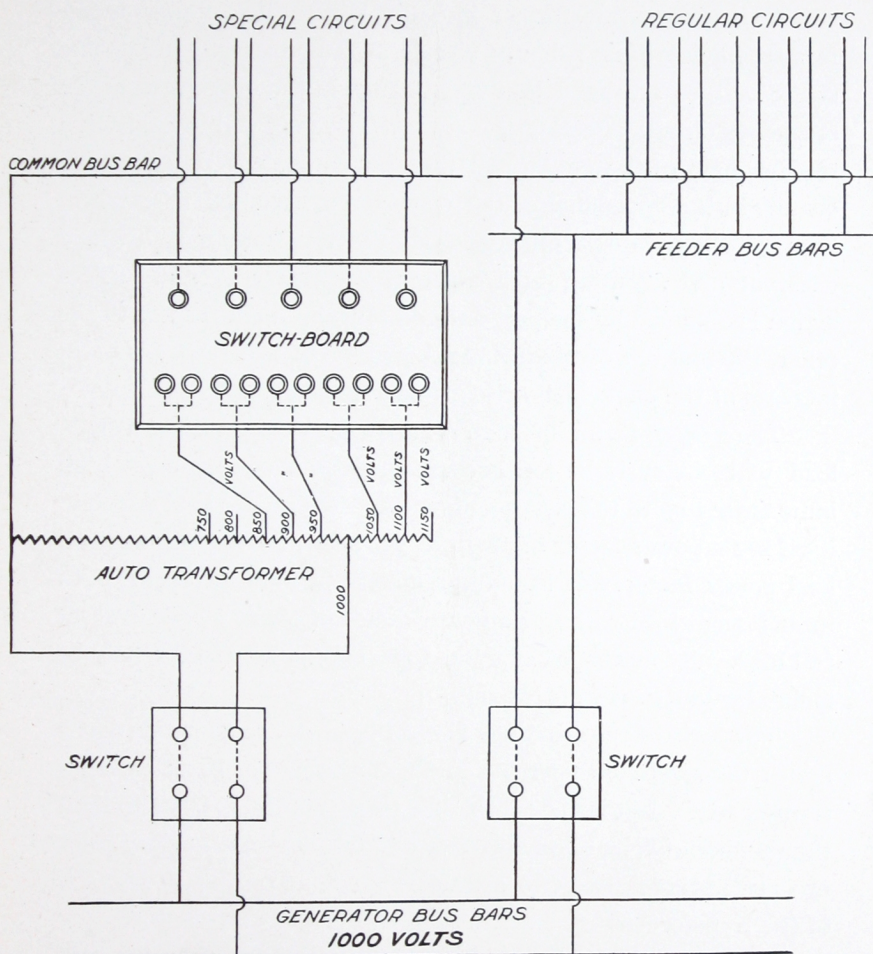 SPECIAL CIRCUITS
REGULAR CIRCUITS
COMMON BUS BAR
FEEDER BUS BARS
SWITCH-BOARD
VOLTS " " VOLTS VOLTS VOLTS
750 800 850 900 950 1050 1100 1150
AUTO TRANSFORMER
1000
SWITCH
SWITCH
GENERATOR BUS BARS
1000 VOLTS